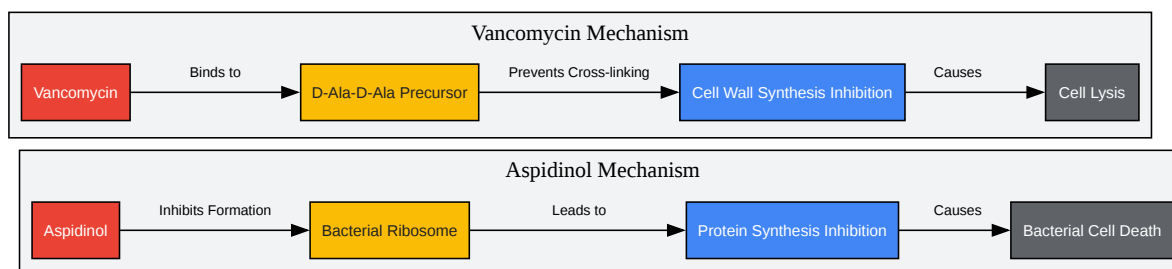 Vancomycin Mechanism
Vancomycin
Binds to
D-Ala-D-Ala Precursor
Prevents Cross-linking
Cell Wall Synthesis Inhibition
Causes
Cell Lysis
Aspidinol Mechanism
Aspidinol
Inhibits Formation
Bacterial Ribosome
Leads to
Protein Synthesis Inhibition
Causes
Bacterial Cell Death